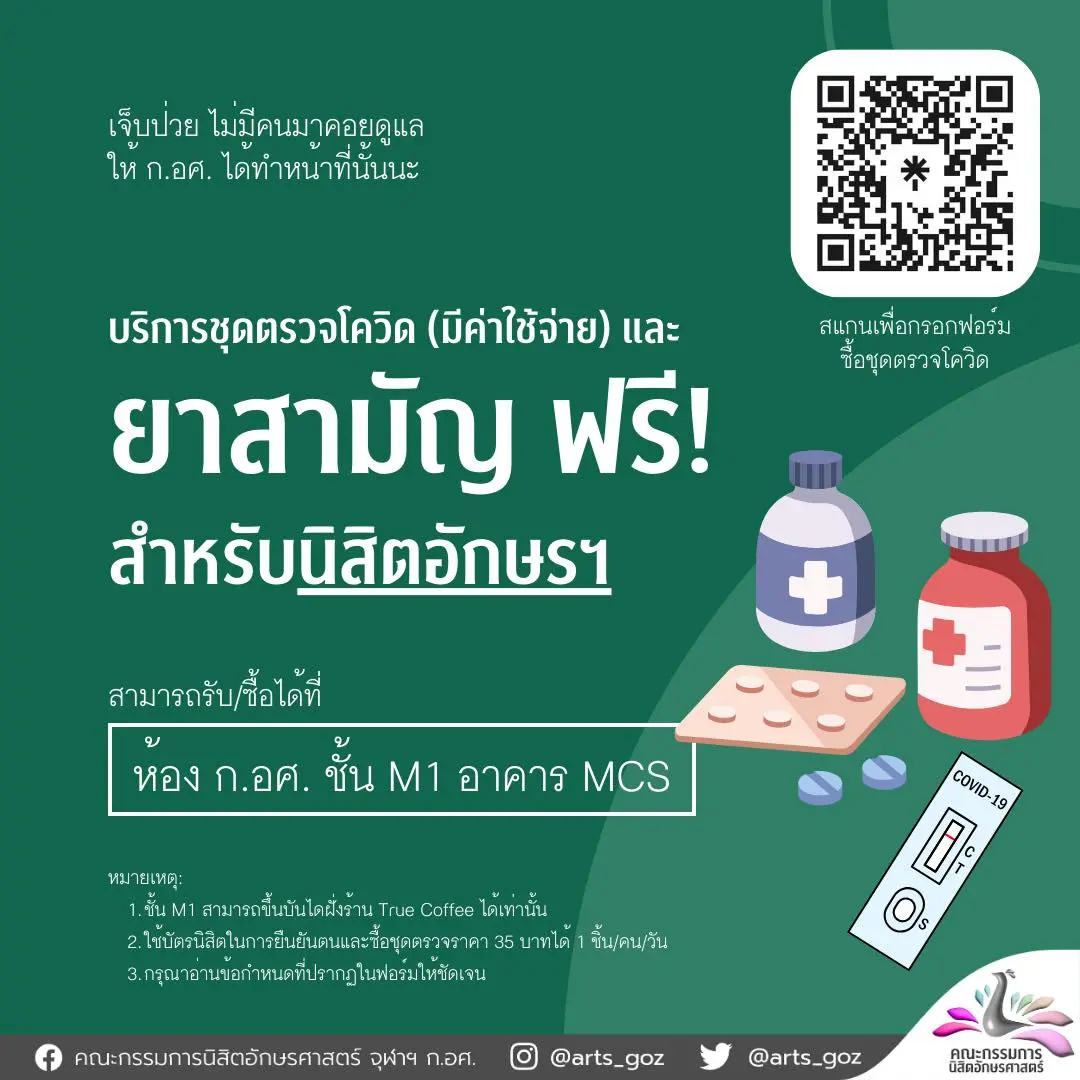 เจ็บป่วย ไม่มีคนมาคอยดูแล
ให้ ก.อศ. ได้ทำหน้าที่นั้นนะ
สแกนเพื่อกรอกฟอร์ม
ซื้อชุดตรวจโควิด
บริการชุดตรวจโควิด (มีค่าใช้จ่าย) และ
ยาสามัญ ฟรี!
สำหรับนิสิตอักษรฯ
สามารถรับ/ซื้อได้ที่
ห้อง ก.อศ. ชั้น M1 อาคาร MCS
COVID-19
C
T
S
หมายเหตุ:
1. ชั้น M1 สามารถขึ้นบันไดฝั่งร้าน True Coffee ได้เท่านั้น
2. ใช้บัตรนิสิตในการยืนยันตนและซื้อชุดตรวจราคา 35 บาทได้ 1 ชิ้น/คน/วัน
3. กรุณาอ่านข้อกำหนดที่ปรากฏในฟอร์มให้ชัดเจน
คณะกรรมการนิสิตอักษรศาสตร์ จุฬาฯ ก.อศ. @arts_goz @arts_goz
คณะกรรมการ
นิสิตอักษรศาสตร์